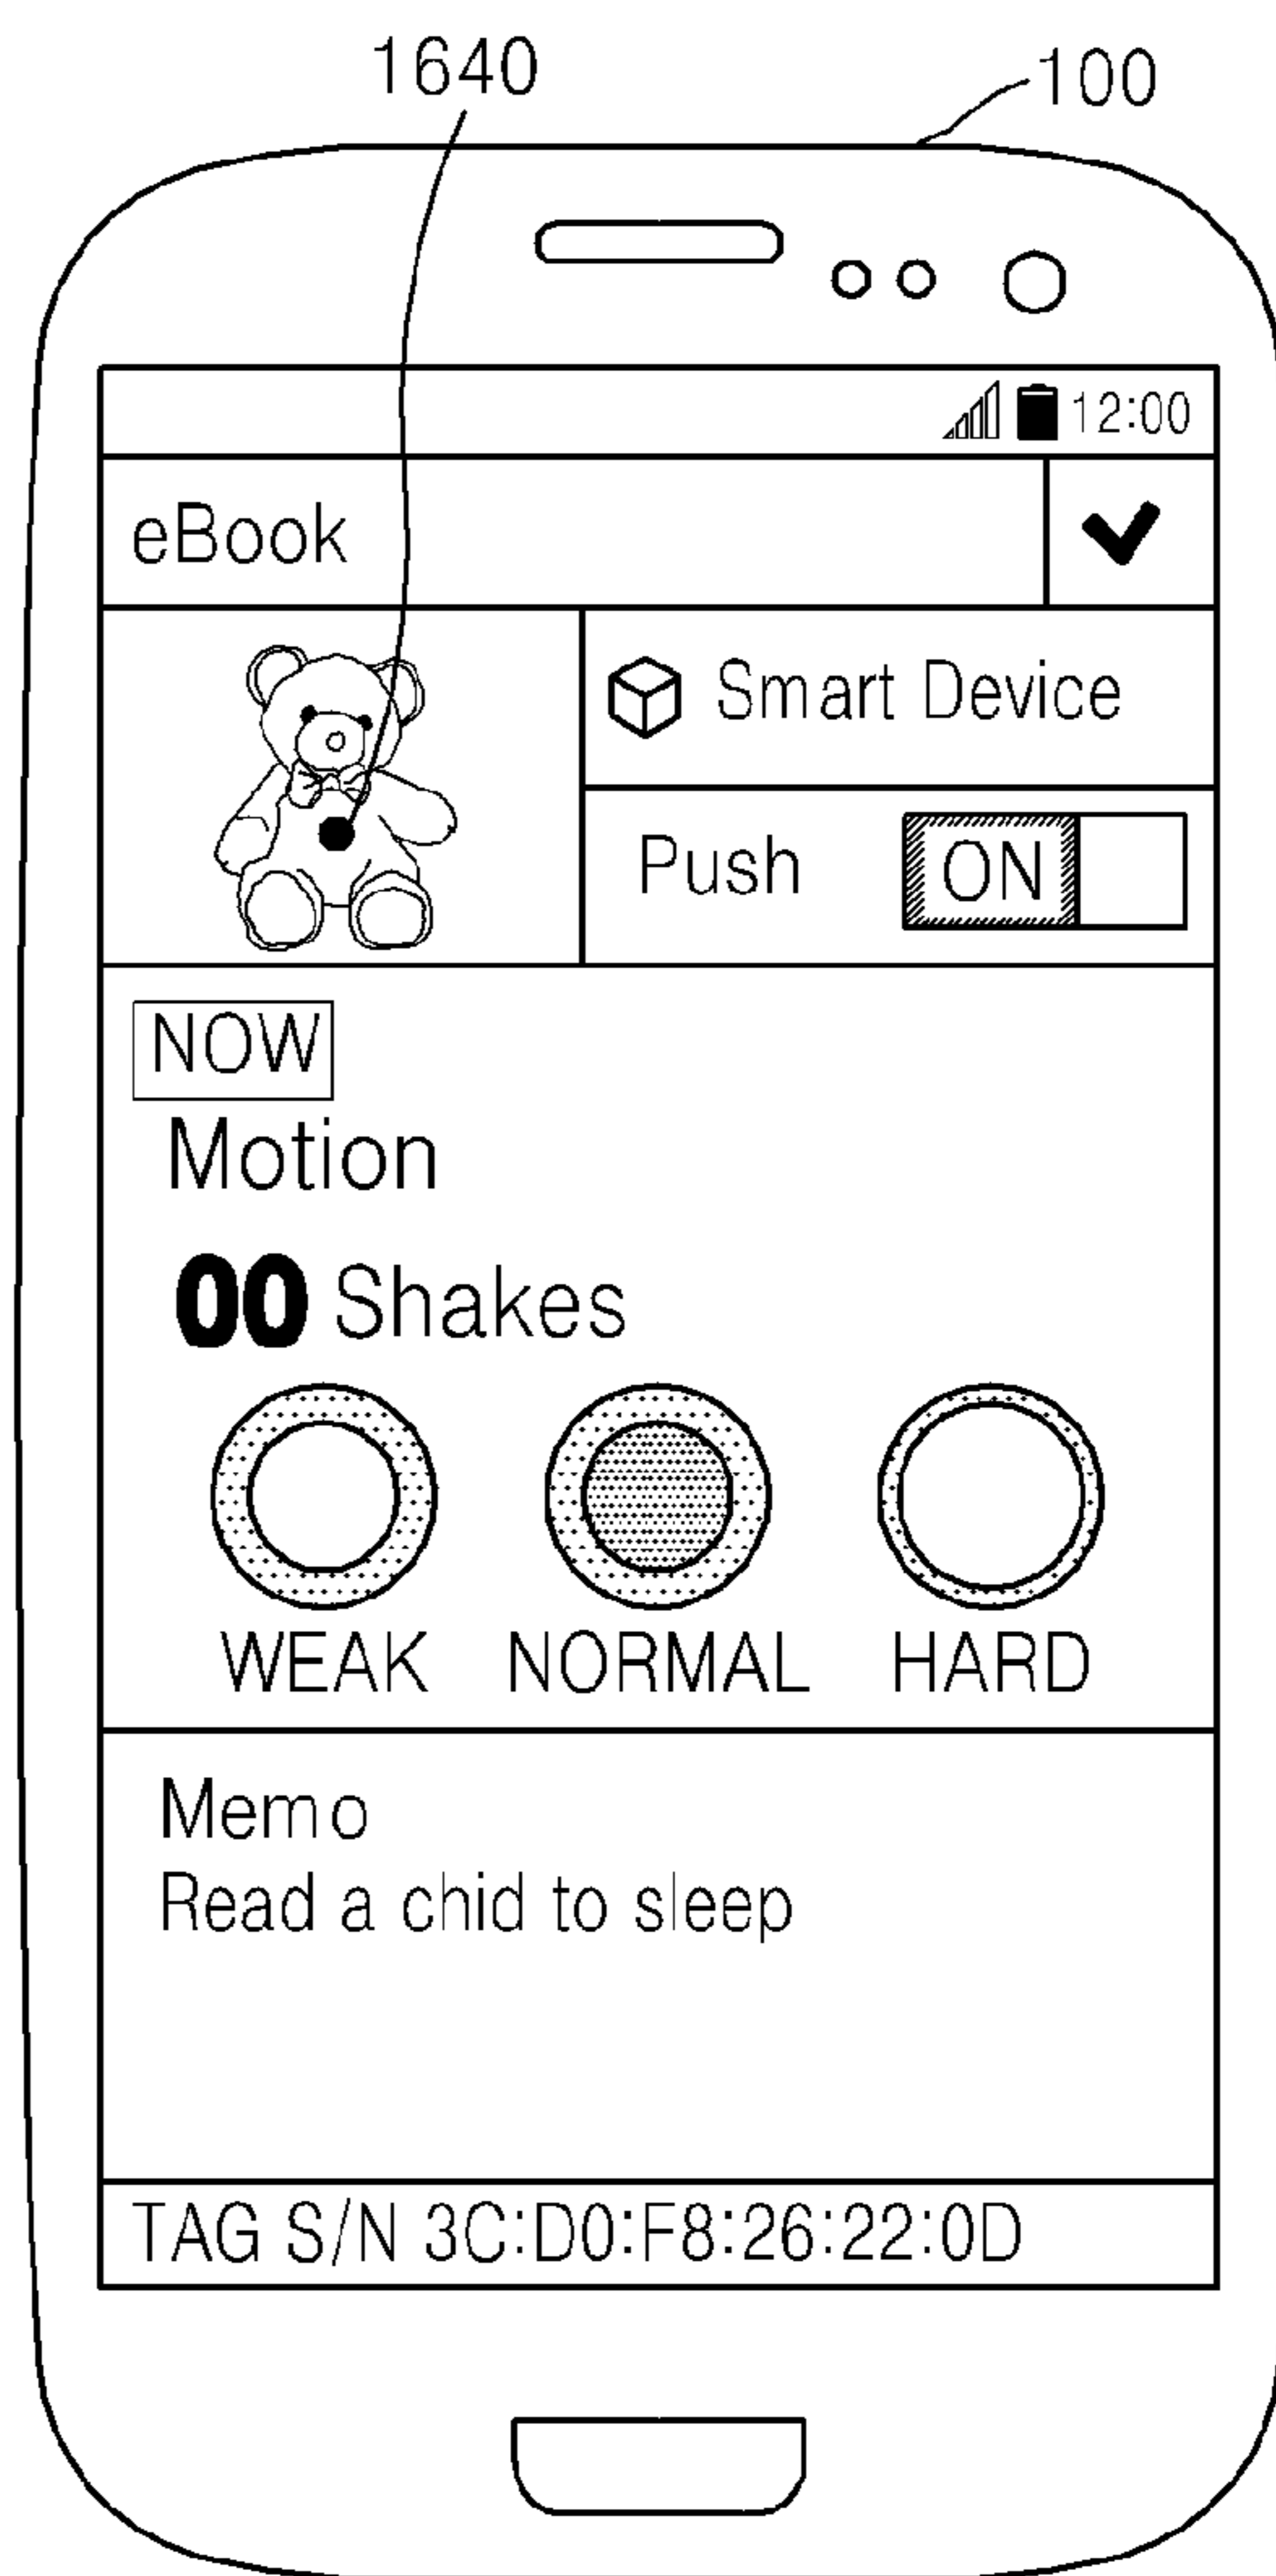 1640
100
12:00
eBook
Smart Device
Push
ON
NOW
Motion
00 Shakes
WEAK NORMAL HARD
Memo
Read a chid to sleep
TAG S/N 3C:D0:F8:26:22:0D